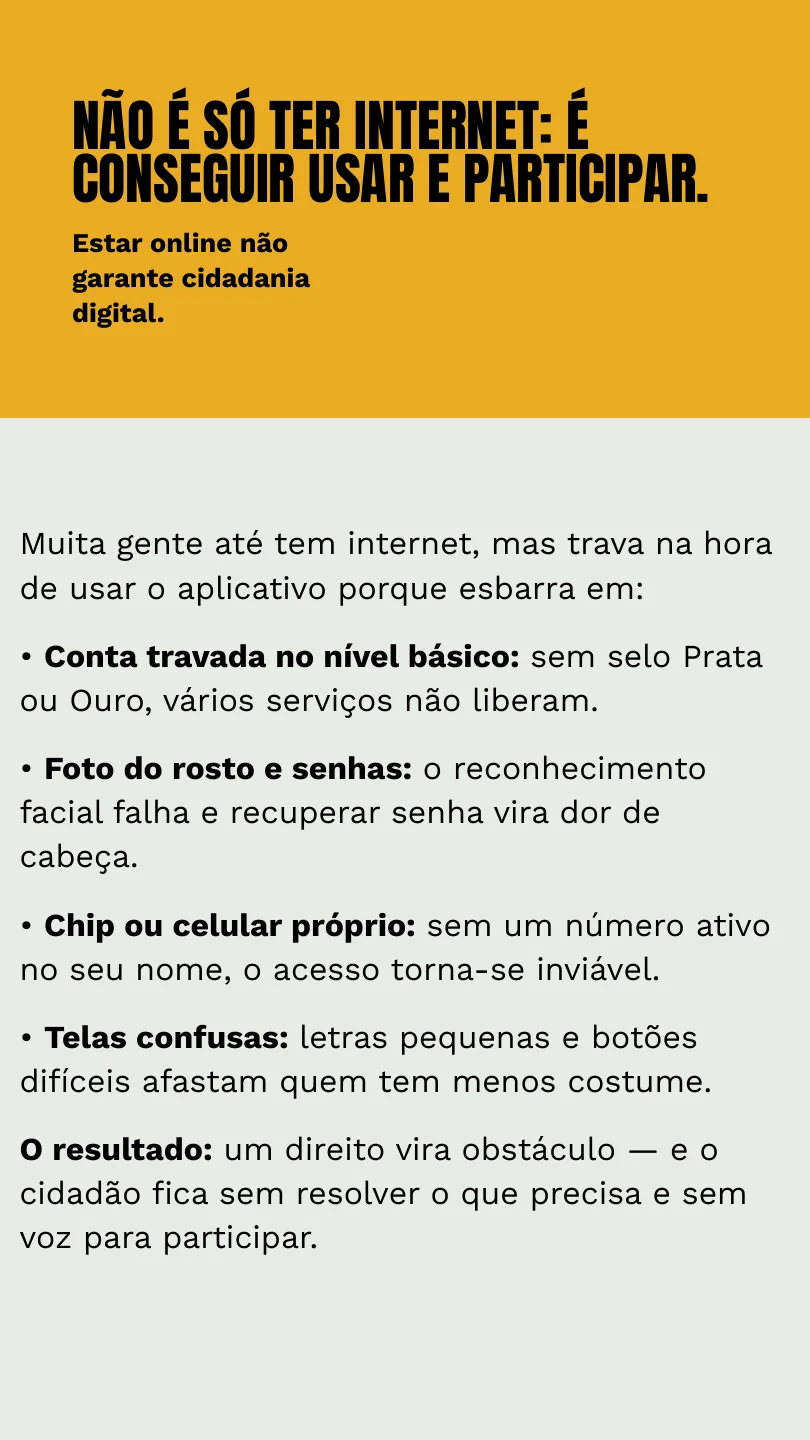 NÃO É SÓ TER INTERNET: É
CONSEGUIR USAR E PARTICIPAR.
Estar online não
garante cidadania
digital.
Muita gente até tem internet, mas trava na hora
de usar o aplicativo porque esbarra em:
• Conta travada no nível básico: sem selo Prata
ou Ouro, vários serviços não liberam.
• Foto do rosto e senhas: o reconhecimento
facial falha e recuperar senha vira dor de
cabeça.
• Chip ou celular próprio: sem um número ativo
no seu nome, o acesso torna-se inviável.
• Telas confusas: letras pequenas e botões
difíceis afastam quem tem menos costume.
O resultado: um direito vira obstáculo — e o
cidadão fica sem resolver o que precisa e sem
voz para participar.